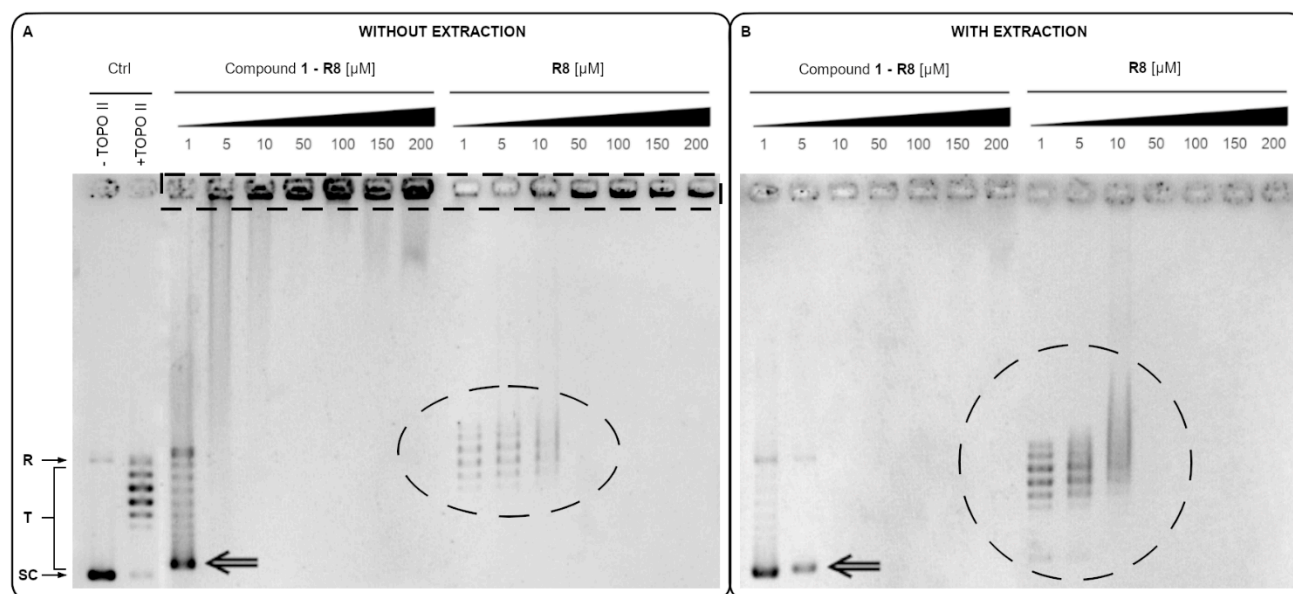 A
WITHOUT EXTRACTION
Ctrl
Compound 1 - R8 [µM]
R8 [µM]
- TOPO II
+TOPO II
1 5 10 50 100 150 200
1 5 10 50 100 150 200
R
T
SC
B
WITH EXTRACTION
Compound 1 - R8 [µM]
R8 [µM]
1 5 10 50 100 150 200
1 5 10 50 100 150 200